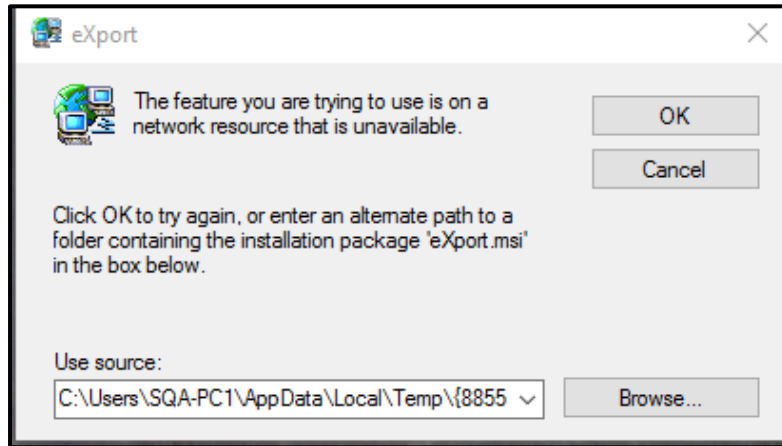 eXport
The feature you are trying to use is on a
network resource that is unavailable.
OK
Cancel
Click OK to try again, or enter an alternate path to a
folder containing the installation package 'eXport.msi'
in the box below.
Use source:
C:\Users\SQA-PC1\AppData\Local\Temp\{8855
Browse...